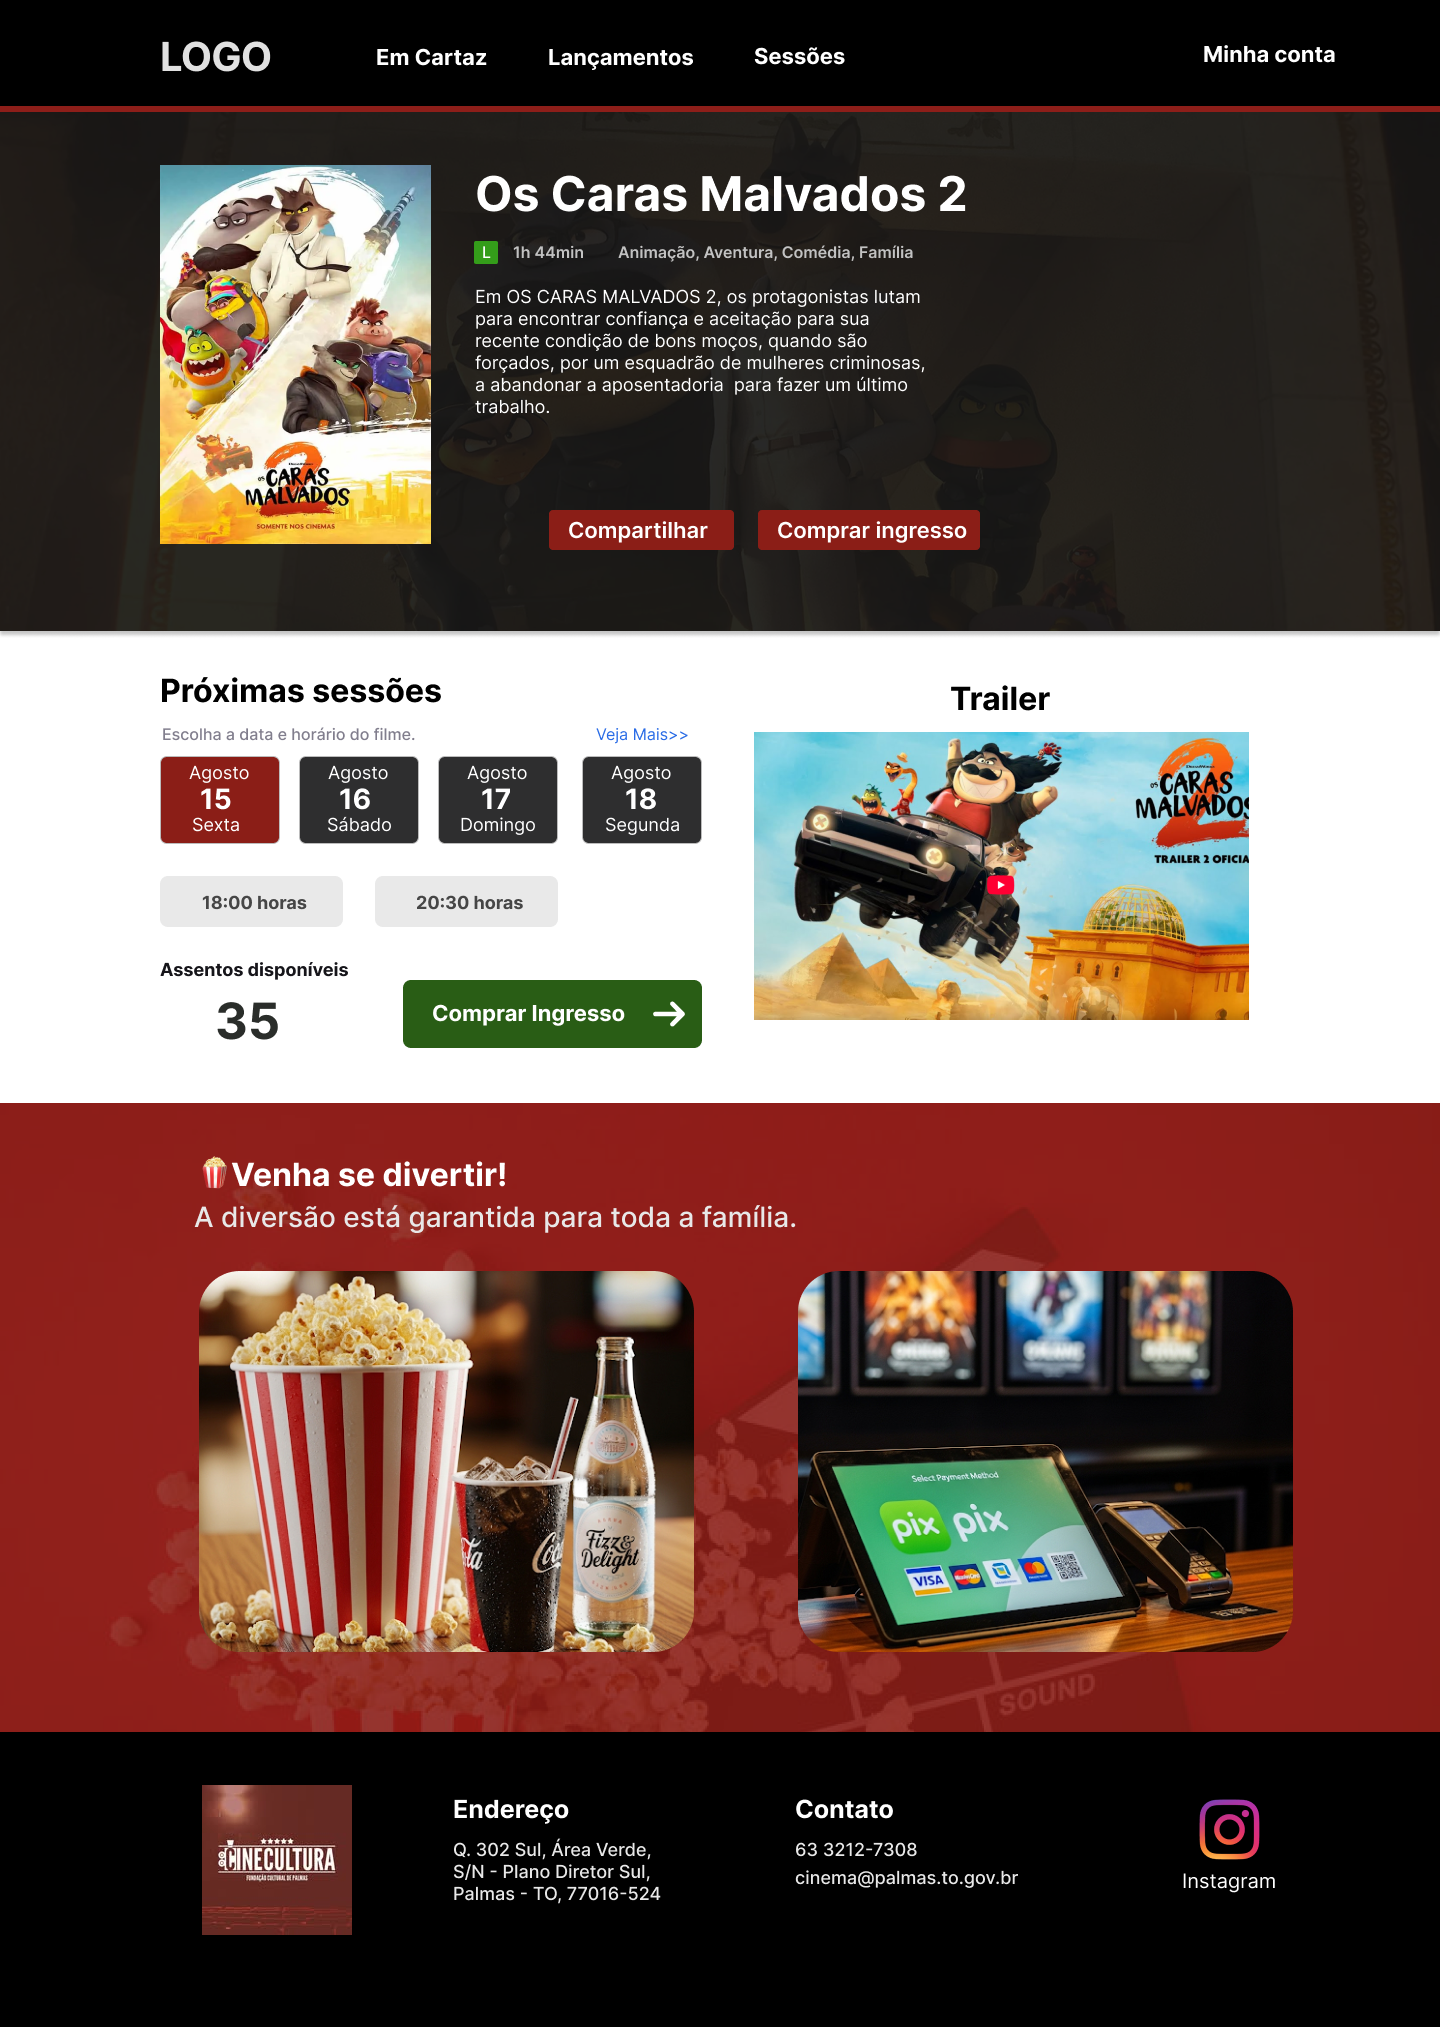 LOGO
Em Cartaz
Lançamentos
Sessões
Minha conta
Os Caras Malvados 2
L
1h 44min
Animação, Aventura, Comédia, Família
Em OS CARAS MALVADOS 2, os protagonistas lutam
para encontrar confiança e aceitação para sua
recente condição de bons moços, quando são
forçados, por um esquadrão de mulheres criminosas,
a abandonar a aposentadoria  para fazer um último
trabalho.
OS CARAS
MALVADOS
2
SOMENTE NOS CINEMAS
Compartilhar
Comprar ingresso
Próximas sessões
Escolha a data e horário do filme.
Veja Mais>>
Agosto
15
Sexta
Agosto
16
Sábado
Agosto
17
Domingo
Agosto
18
Segunda
18:00 horas
20:30 horas
Assentos disponíveis
35
Comprar Ingresso
Trailer
OS CARAS
MALVADOS
2
TRAILER 2 OFICIA
Venha se divertir!
A diversão está garantida para toda a família.
Fizz &
Delight
Select Payment Method
pix pix
VISA
SOUND
CINECULTURA
FUNDAÇÃO CULTURAL DE PALMAS
Endereço
Q. 302 Sul, Área Verde,
S/N - Plano Diretor Sul,
Palmas - TO, 77016-524
Contato
63 3212-7308
cinema@palmas.to.gov.br
Instagram